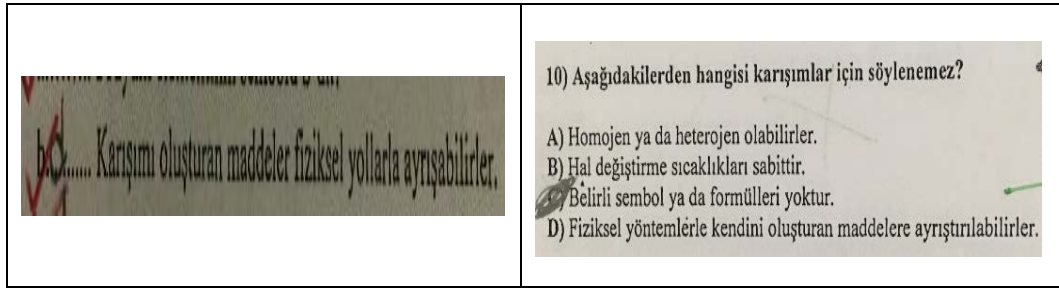 b.D...... Karışımı oluşturan maddeler fiziksel yollarla ayrışabilirler.
10) Aşağıdakilerden hangisi karışımlar için söylenemez?
A) Homojen ya da heterojen olabilirler.
B) Hal değiştirme sıcaklıkları sabittir.
Belirli sembol ya da formülleri yoktur.
D) Fiziksel yöntemlerle kendini oluşturan maddelere ayrıştırılabilirler.